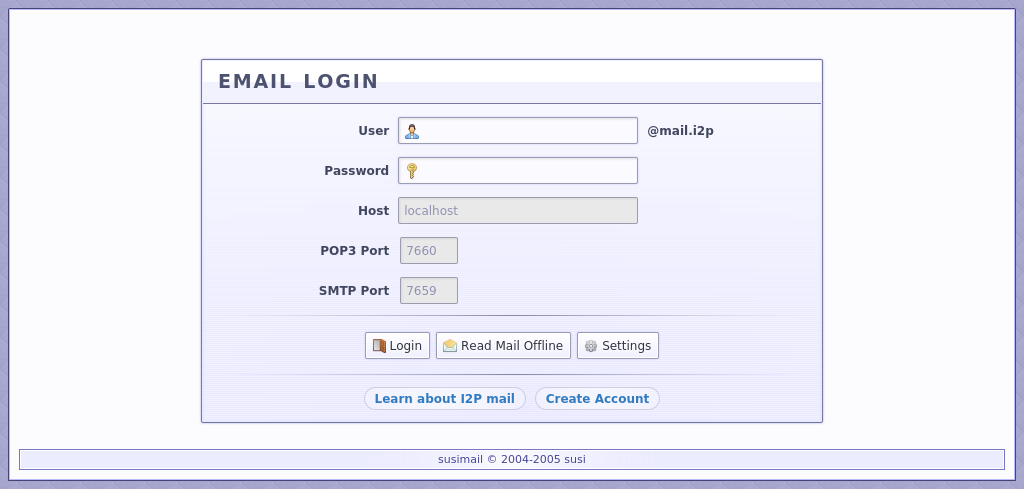 EMAIL LOGIN
User @mail.i2p
Password
Host localhost
POP3 Port 7660
SMTP Port 7659
Login Read Mail Offline Settings
Learn about I2P mail Create Account
susimail © 2004-2005 susi